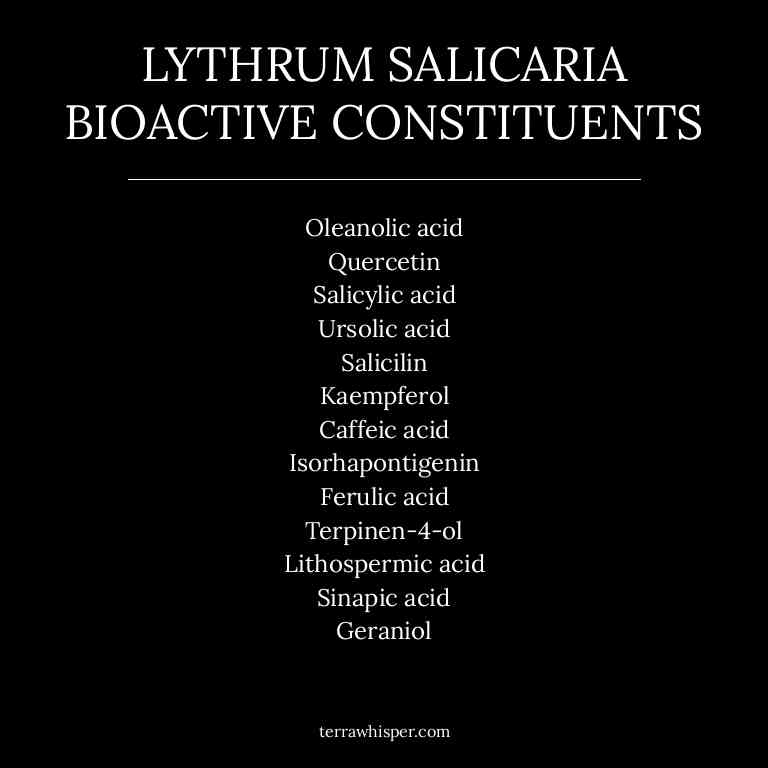 LYTHRUM SALICARIA
BIOACTIVE CONSTITUENTS
Oleanolic acid
Quercetin
Salicylic acid
Ursolic acid
Salicilin
Kaempferol
Caffeic acid
Isorhapontigenin
Ferulic acid
Terpinen-4-ol
Lithospermic acid
Sinapic acid
Geraniol
terrawhisper.com